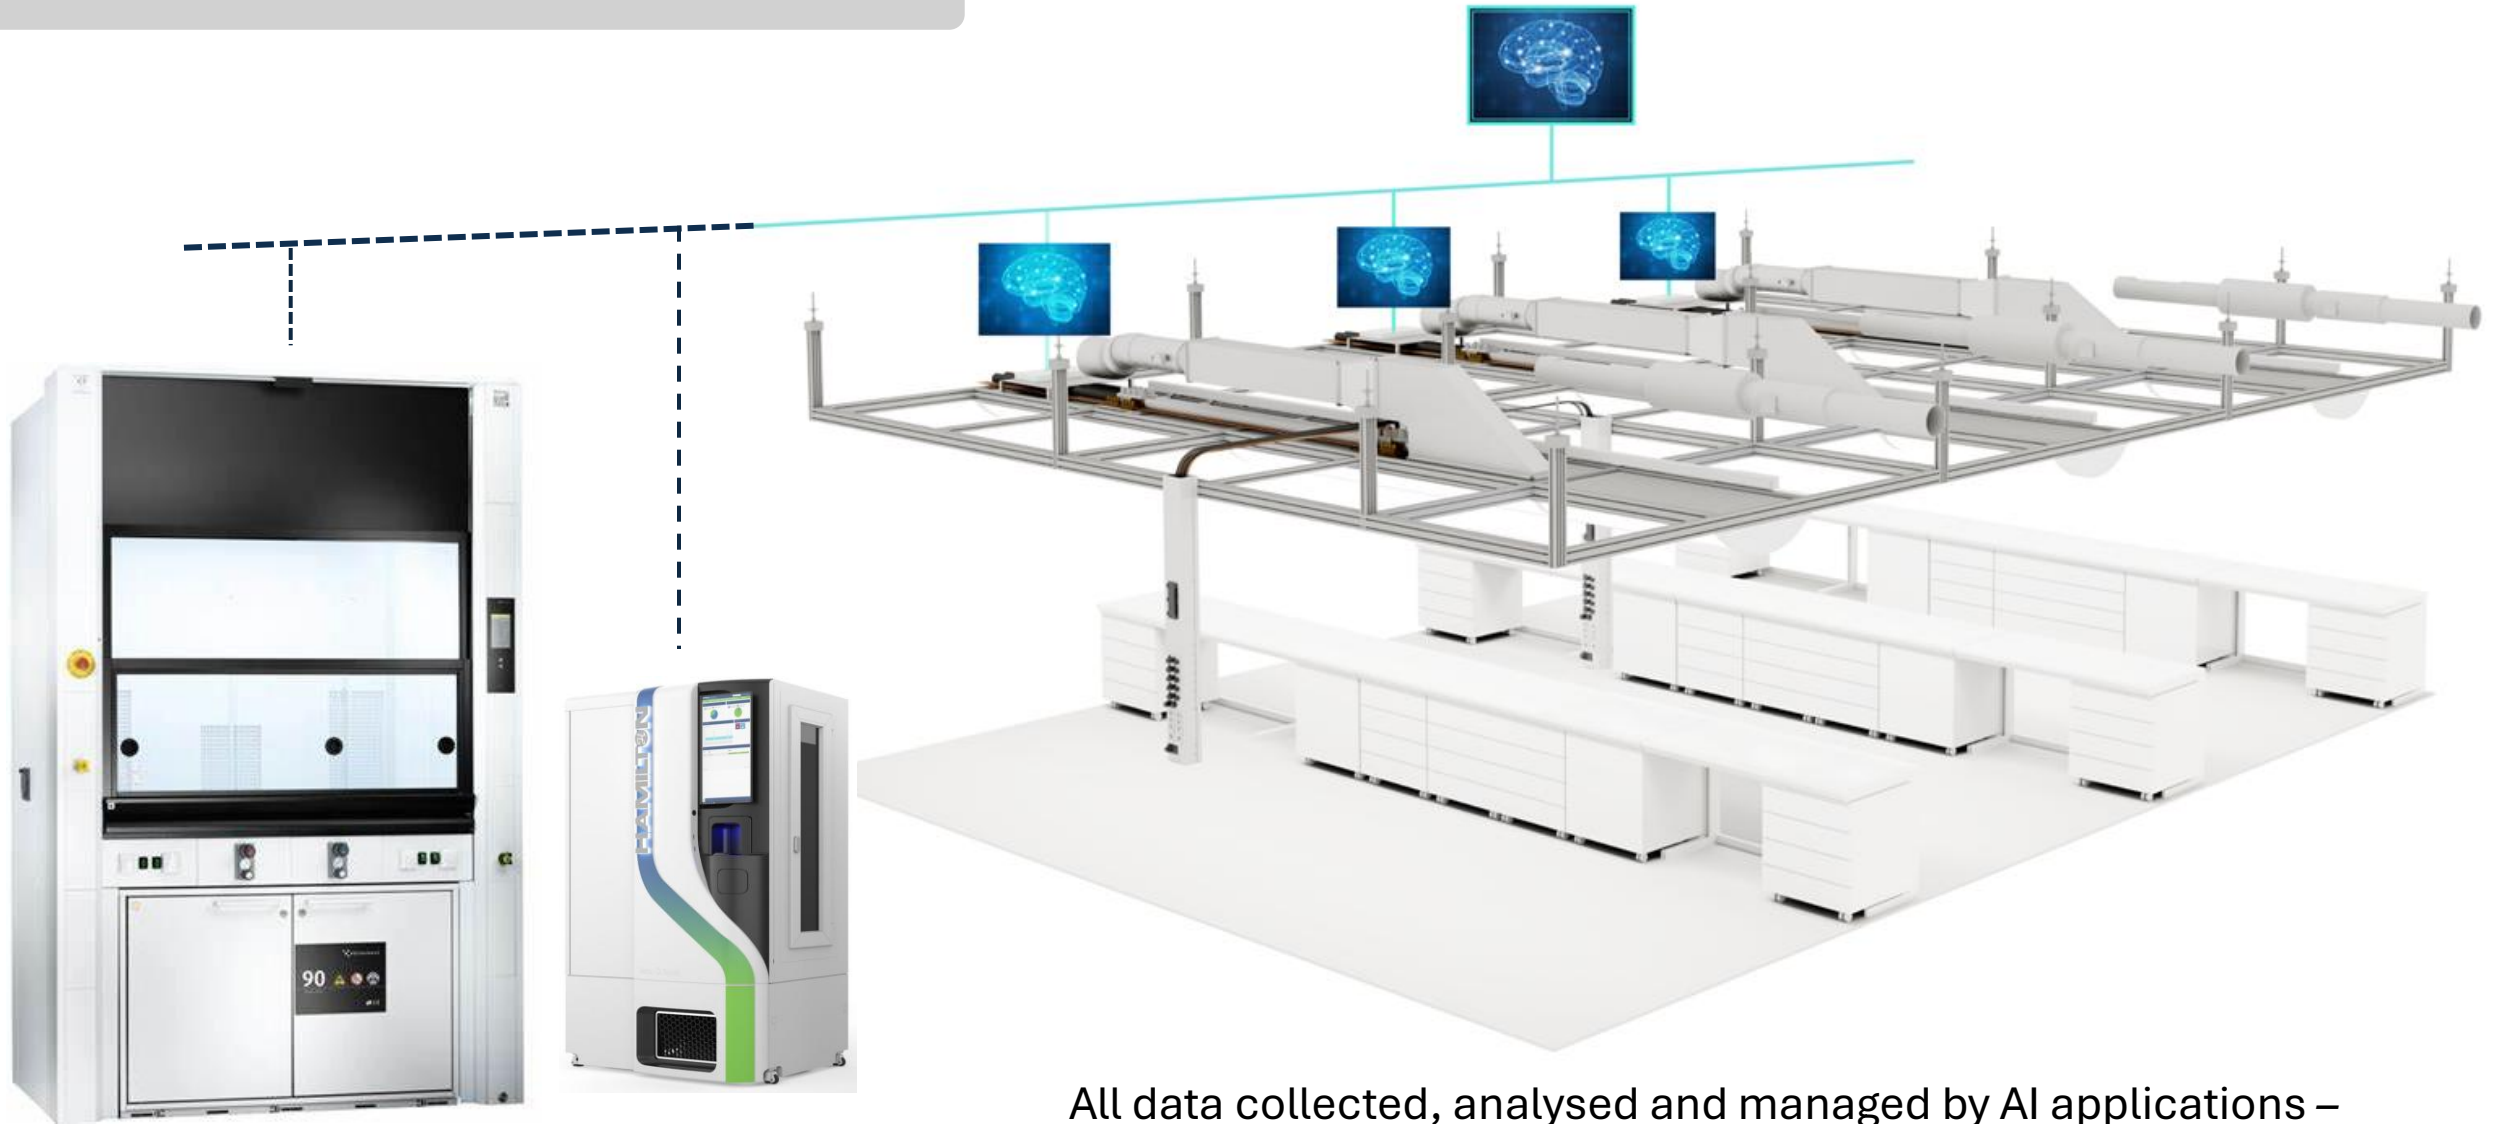 HAMILTON
90
All data collected, analysed and managed by AI applications –